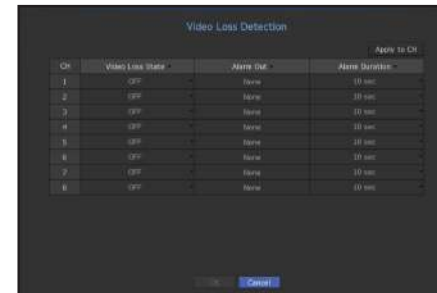 Video Loss Detection
Apply to CH
CH Video Loss State Alarm Out Alarm Duration
1 OFF None 10 sec
2 OFF None 10 sec
3 OFF None 10 sec
4 OFF None 10 sec
5 OFF None 10 sec
6 OFF None 10 sec
7 OFF None 10 sec
8 OFF None 10 sec
Cancel